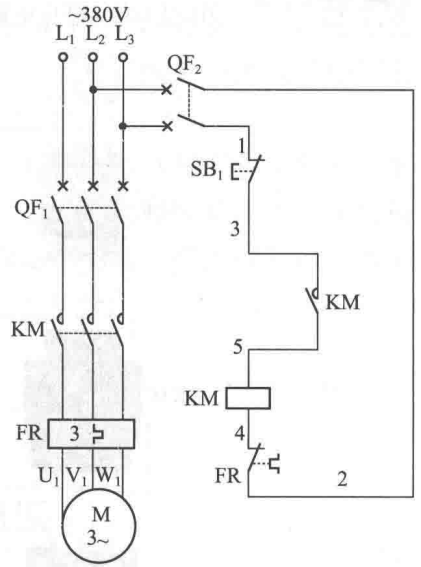 ~380V
L₁ L₂ L₃
QF₂
1
SB₁
QF₁
3
KM
KM
5
KM
4
FR 3
FR
2
U₁ V₁ W₁
M
3~